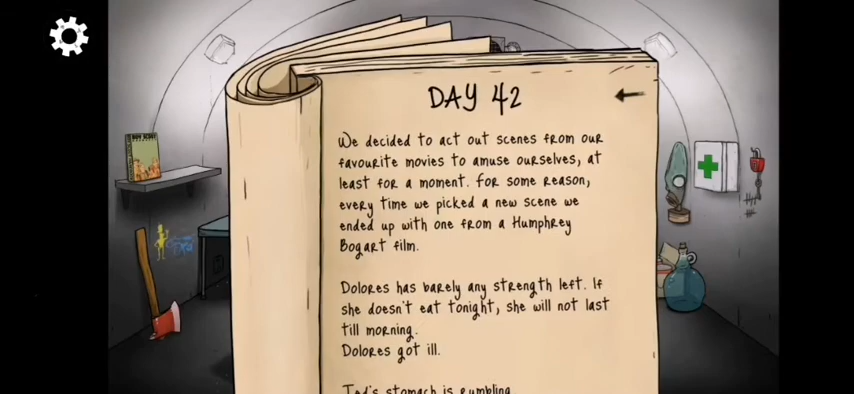 DAY 42
We decided to act out scenes from our
favourite movies to amuse ourselves, at
least for a moment. For some reason,
every time we picked a new scene we
ended up with one from a Humphrey
Bogart film.
Dolores has barely any strength left. If
she doesn't eat tonight, she will not last
till morning.
Dolores got ill.
Ted's stomach is rumbling